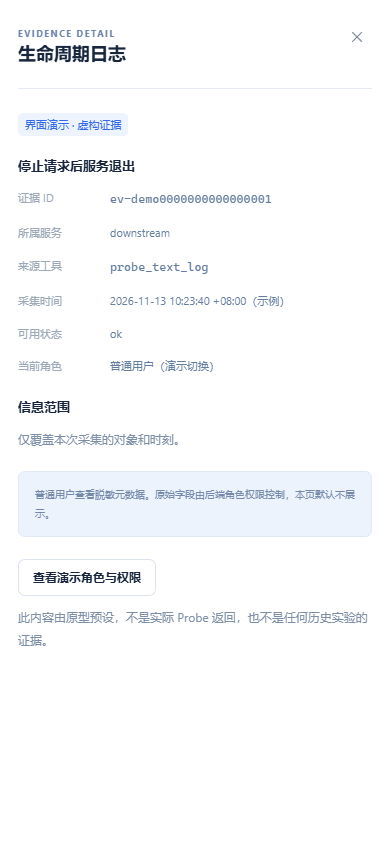 EVIDENCE DETAIL
生命周期日志
界面演示 · 虚构证据
停止请求后服务退出
证据 ID ev-demo0000000000000001
所属服务 downstream
来源工具 probe_text_log
采集时间 2026-11-13 10:23:40 +08:00（示例）
可用状态 ok
当前角色 普通用户（演示切换）
信息范围
仅覆盖本次采集的对象和时刻。
普通用户查看脱敏元数据。原始字段由后端角色权限控制，本页默认不展
示。
查看演示角色与权限
此内容由原型预设，不是实际 Probe 返回，也不是任何历史实验的
证据。